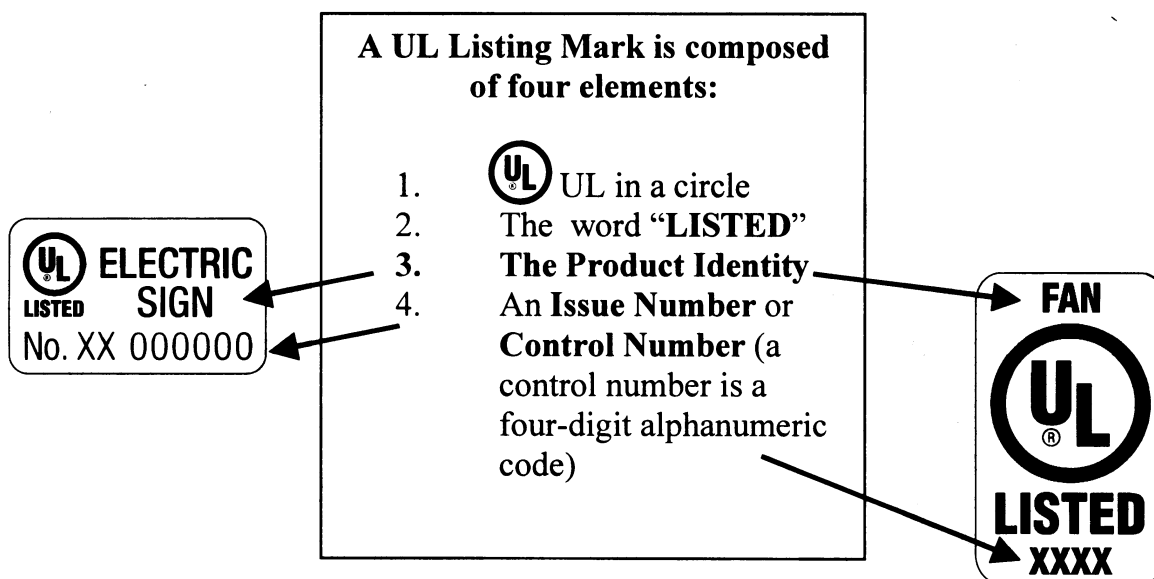 A UL Listing Mark is composed
of four elements:
1. UL ® UL in a circle
2. The word “LISTED”
3. The Product Identity
4. An Issue Number or
Control Number (a
control number is a
four-digit alphanumeric
code)
UL ® ELECTRIC
LISTED SIGN
No. XX 000000
FAN
UL
®
LISTED
XXXX